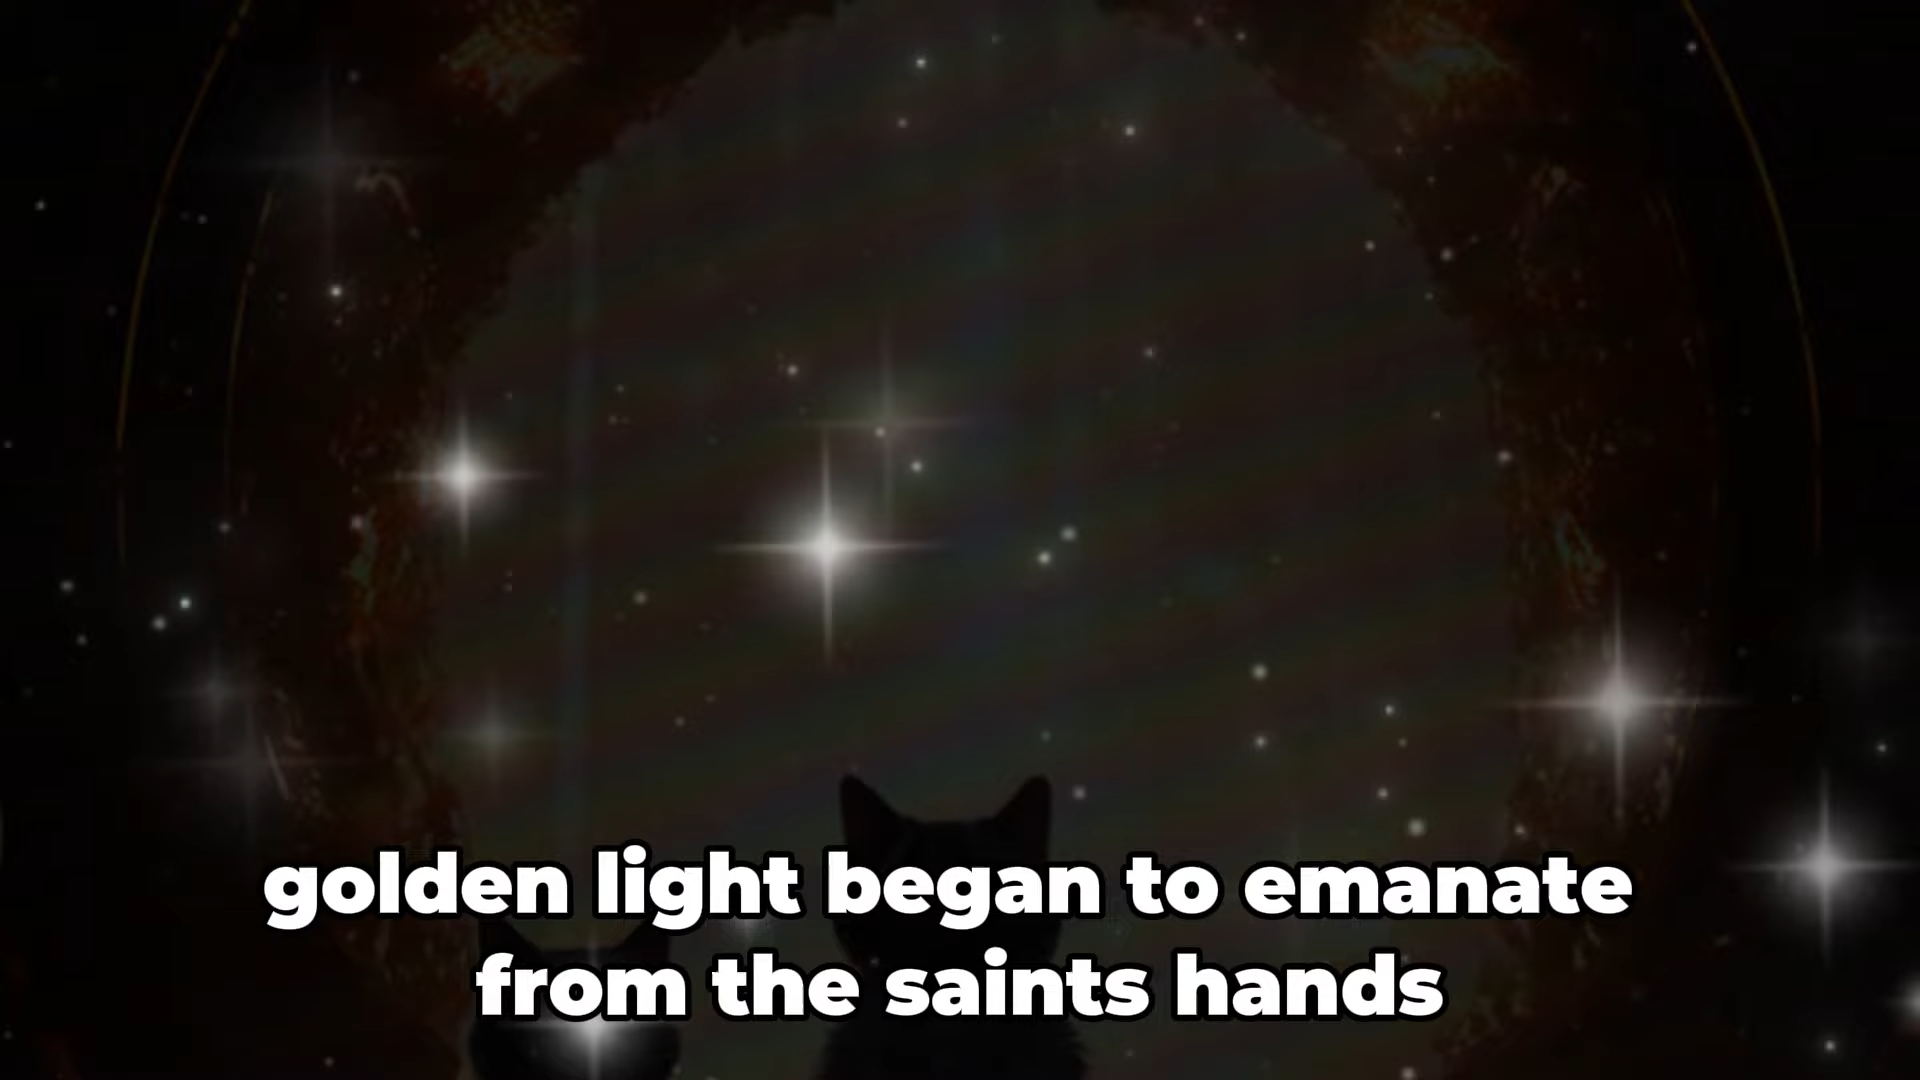 golden light began to emanate
from the saints hands